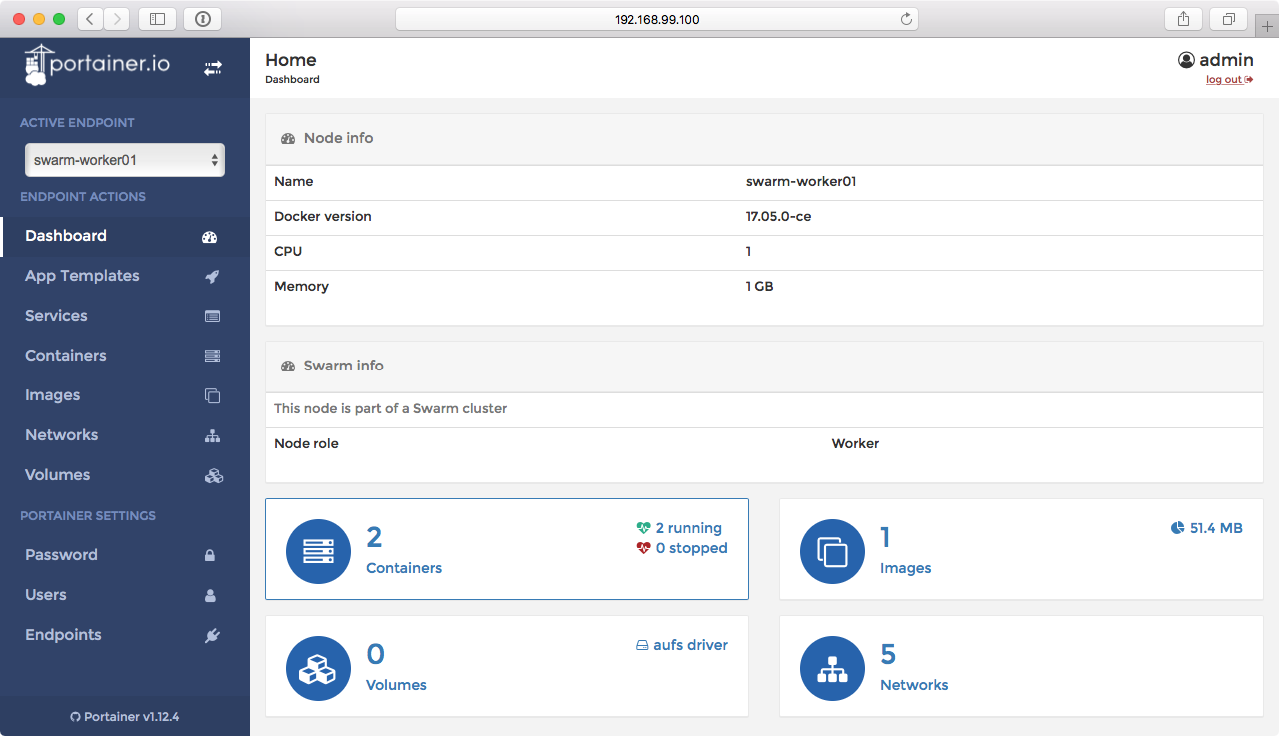 192.168.99.100
portainer.io
ACTIVE ENDPOINT
swarm-worker01
ENDPOINT ACTIONS
Dashboard
App Templates
Services
Containers
Images
Networks
Volumes
PORTAINER SETTINGS
Password
Users
Endpoints
Portainer v1.12.4
Home
Dashboard
admin
log out
Node info
Name swarm-worker01
Docker version 17.05.0-ce
CPU 1
Memory 1 GB
Swarm info
This node is part of a Swarm cluster
Node role Worker
2
Containers
2 running
0 stopped
1
Images
51.4 MB
0
Volumes
aufs driver
5
Networks